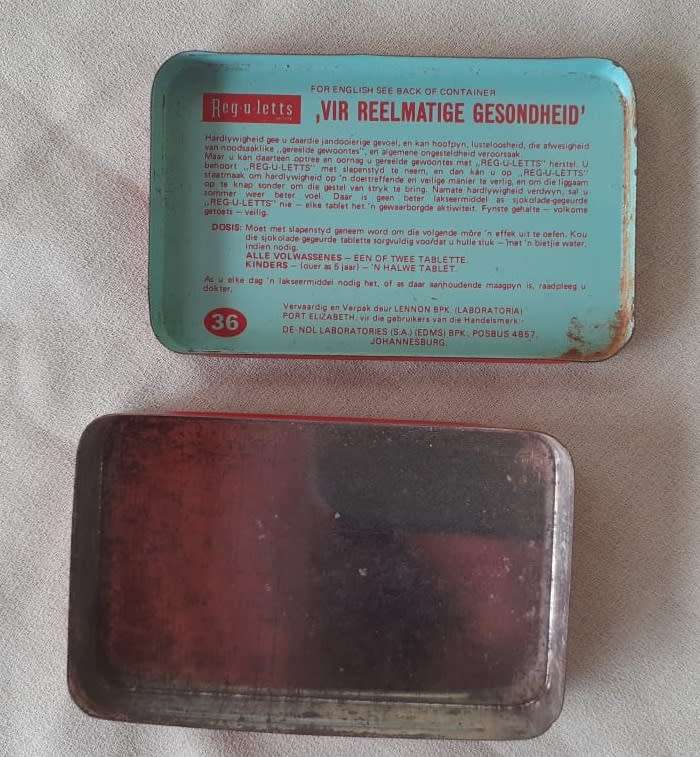 FOR ENGLISH SEE BACK OF CONTAINER
Reg·u·letts
‚VIR REELMATIGE GESONDHEID’
Hardlywigheid gee u daardie jandooierige gevoel, en kan hoofpyn, lusteloosheid, die afwesigheid
van noodsaaklike „gereelde gewoontes”, en algemene ongesteldheid veroorsaak.
Maar u kan daarteen optree en oornag u gereelde gewoontes met „REG-U-LETTS” herstel. U
behoort „REG-U-LETTS” met slapenstyd te neem, en dan kan u op „REG-U-LETTS”
staatmaak om hardlywigheid op 'n doeltreffende en veilige manier te verlig, en om die liggaam
op te knap sonder om die gestel van stryk te bring. Namate hardlywigheid verdwyn, sal u
sommer weer beter voel. Daar is geen beter lakseermiddel as sjokolade-gegeurde
„REG-U-LETTS” nie — elke tablet het 'n gewaarborgde aktiwiteit. Fynste gehalte — volkome
getoets — veilig.
DOSIS: Moet met slapenstyd geneem word om die volgende môre 'n effek uit te oefen. Kou
die sjokolade-gegeurde tablette sorgvuldig voordat u hulle sluk — met 'n bietjie water,
indien nodig.
ALLE VOLWASSENES — EEN OF TWEE TABLETTE.
KINDERS — (ouer as 5 jaar) — 'N HALWE TABLET.
As u elke dag 'n lakseermiddel nodig het, of as daar aanhoudende maagpyn is, raadpleeg u
dokter.
36
Vervaardig en Verpak deur LENNON BPK. (LABORATORIA)
PORT ELIZABETH, vir die gebruikers van die Handelsmerk:-
DE-NOL LABORATORIES (S.A.) (EDMS) BPK., POSBUS 4857,
JOHANNESBURG.